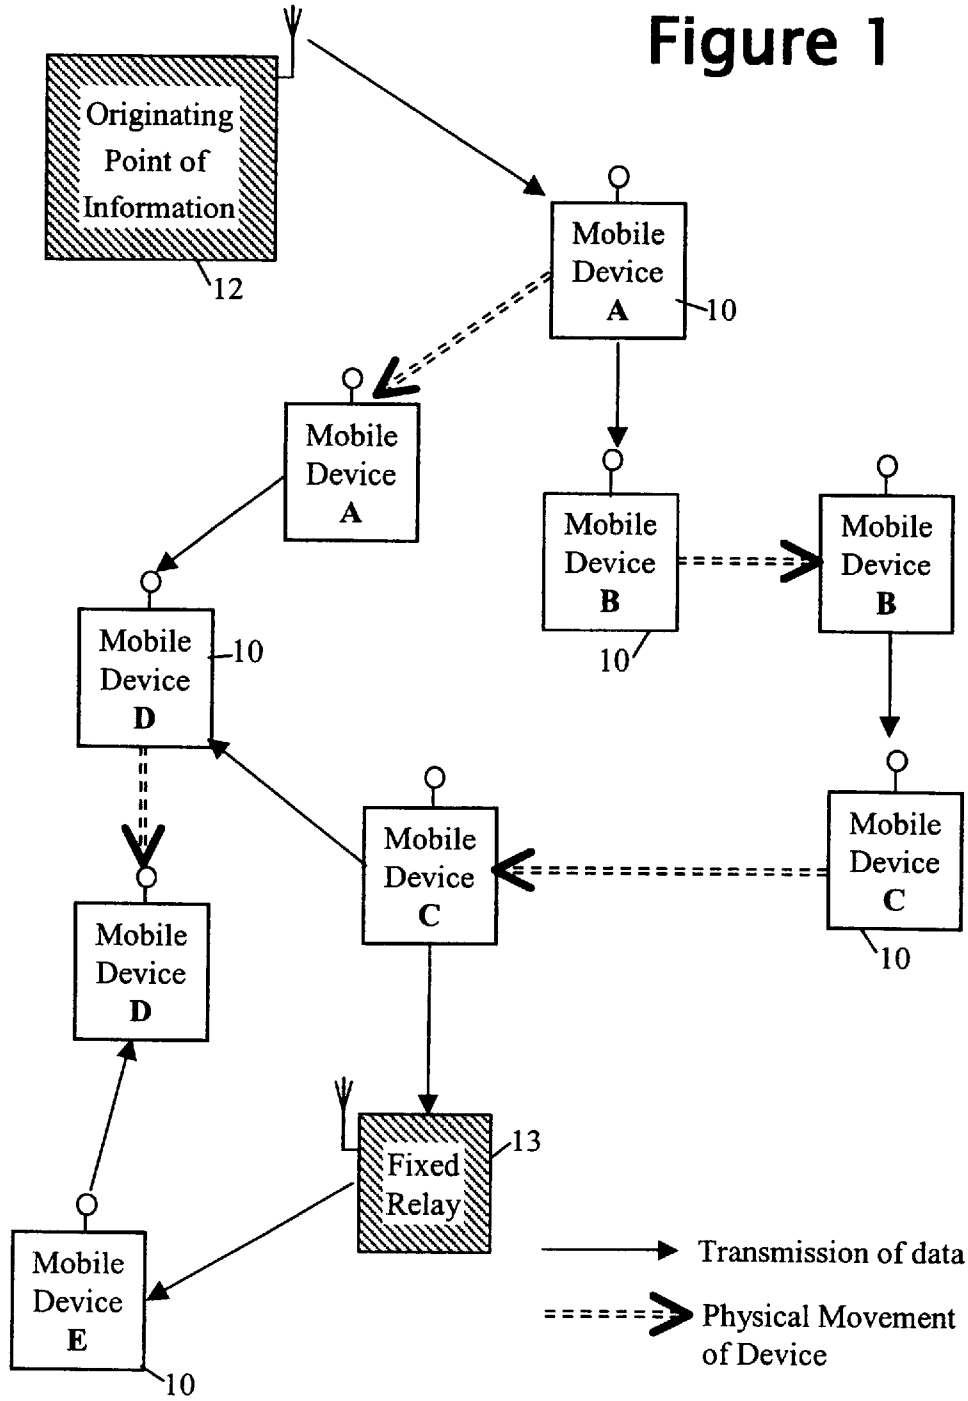 Figure 1
Originating
Point of
Information
12
Mobile
Device
A
10
Mobile
Device
A
Mobile
Device
B
10
Mobile
Device
B
Mobile
Device
D
10
Mobile
Device
C
Mobile
Device
C
10
Mobile
Device
D
Fixed
Relay
13
Mobile
Device
E
10
Transmission of data
Physical Movement
of Device